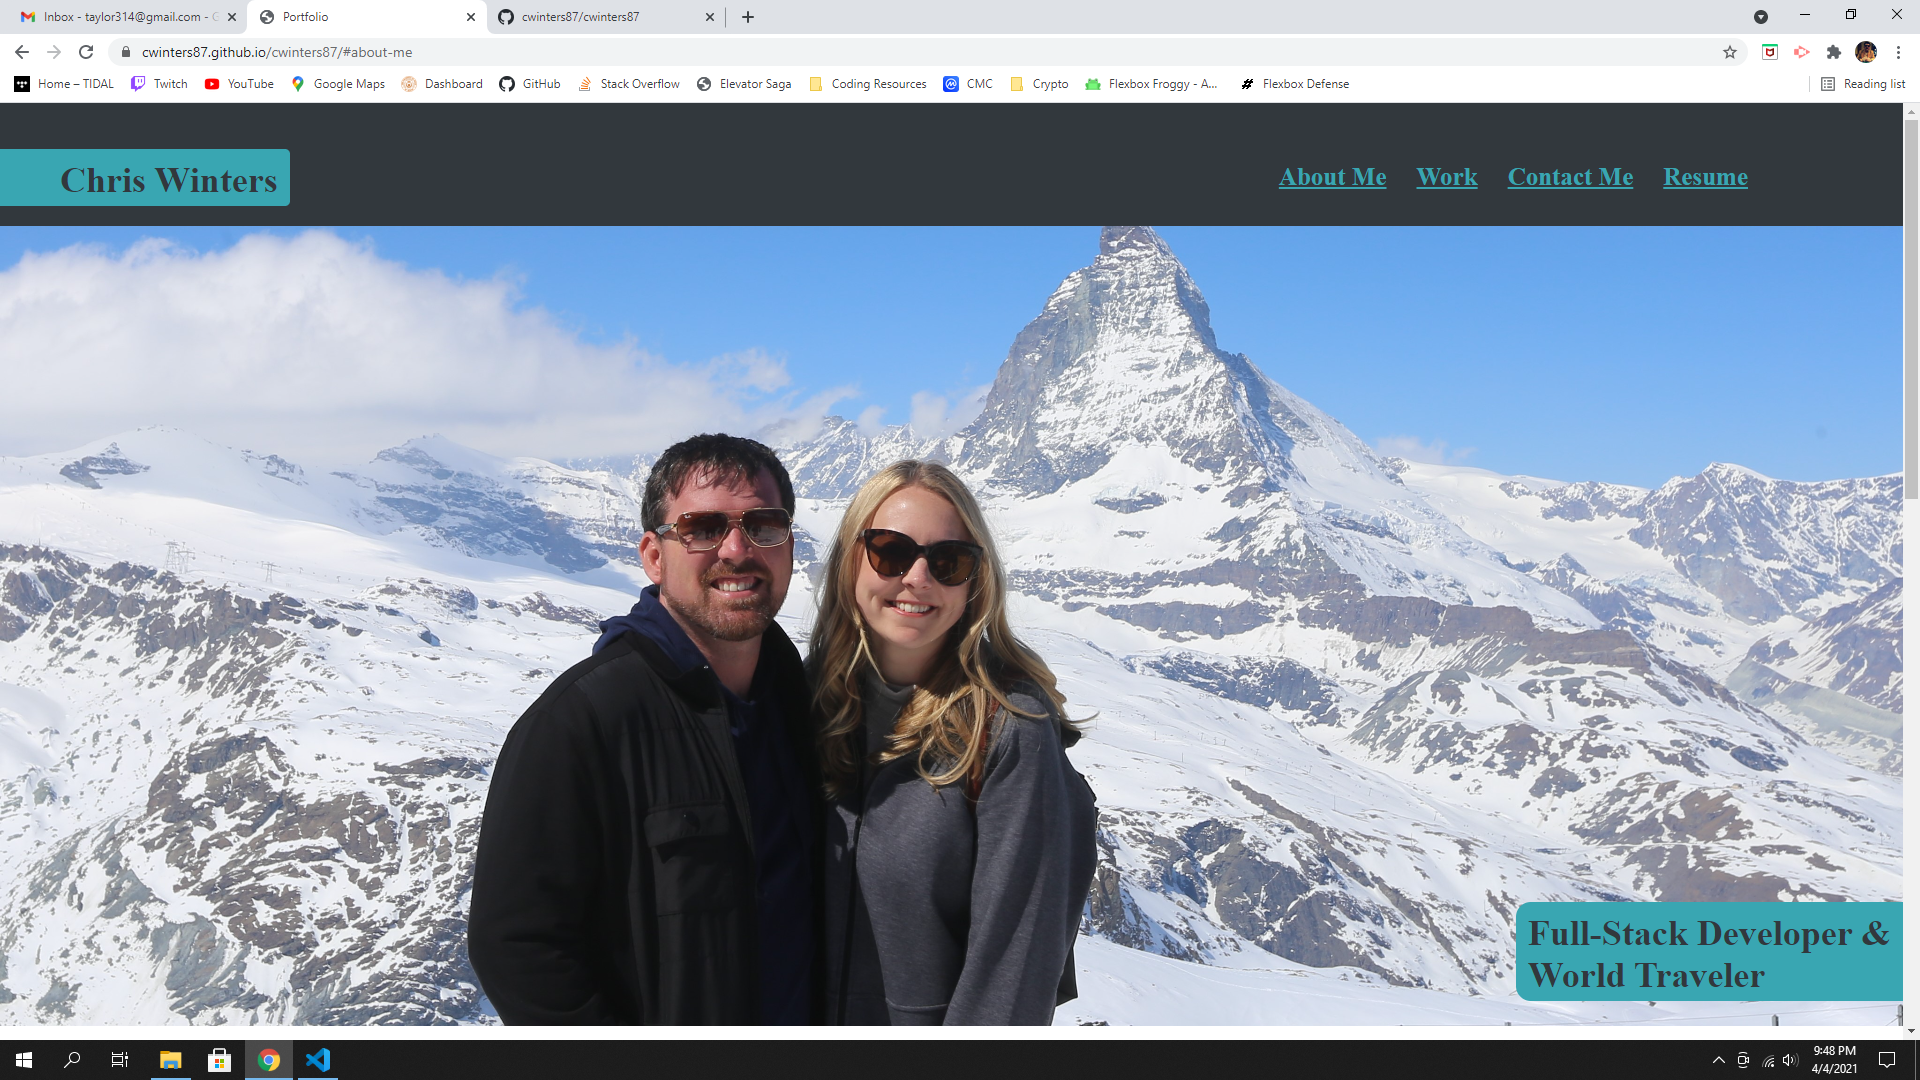 Inbox - taylor314@gmail.com - G
Portfolio
cwinters87/cwinters87
cwinters87.github.io/cwinters87/#about-me
Home – TIDAL
Twitch
YouTube
Google Maps
Dashboard
GitHub
Stack Overflow
Elevator Saga
Coding Resources
CMC
Crypto
Flexbox Froggy - A...
Flexbox Defense
Reading list
Chris Winters
About Me
Work
Contact Me
Resume
Full-Stack Developer &
World Traveler
9:48 PM
4/4/2021